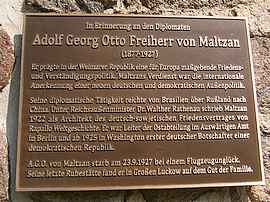 In Erinnerung an den Diplomaten
Adolf Georg Otto Freiherr von Maltzan
(1877-1927)
Er prägte in der Weimarer Republik eine für Europa maßgebende Friedens-
und Verständigungspolitik. Maltzans Verdienst war die internationale
Anerkennung einer neuen deutschen und demokratischen Außenpolitik.
Seine diplomatische Tätigkeit reichte von Brasilien über Rußland nach
China. Unter Reichsaußenminister Dr. Walther Rathenau schrieb Maltzan
1922 als Architekt des deutsch-sowjetischen Friedensvertrages von
Rapallo Weltgeschichte. Er war Leiter der Ostabteilung im Auswärtigen Amt
in Berlin und ab 1925 in Washington erster deutscher Botschafter einer
demokratischen Republik.
A.G.O. von Maltzan starb am 23.9.1927 bei einem Flugzeugunglück.
Seine letzte Ruhestätte fand er in Großen Luckow auf dem Gut der Familie.